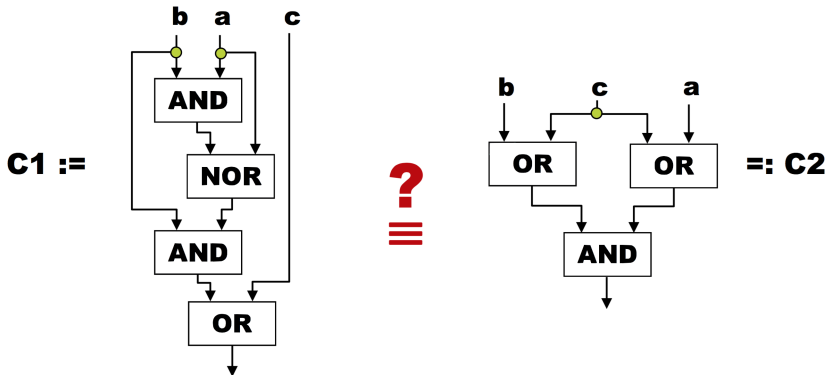 b a c
AND
NOR
AND
OR
C1 :=
?
≡
b c a
OR OR
AND
=: C2